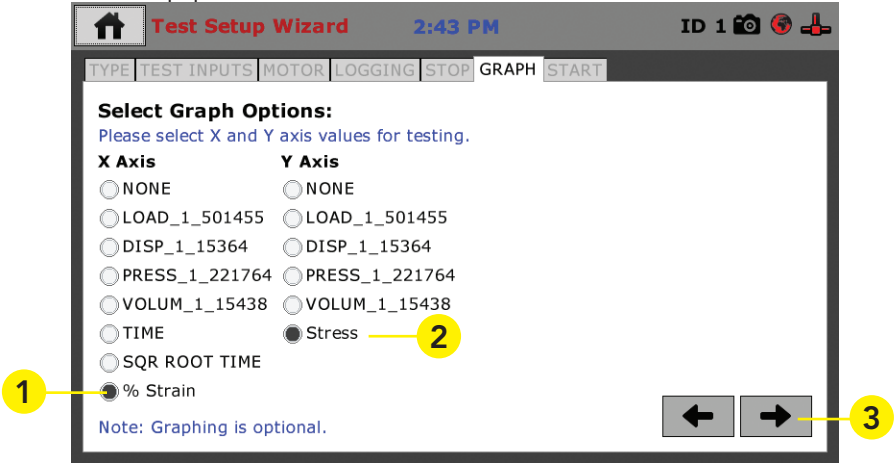 Test Setup Wizard 2:43 PM ID 1
TYPE TEST INPUTS MOTOR LOGGING STOP GRAPH START
Select Graph Options:
Please select X and Y axis values for testing.
X Axis Y Axis
NONE NONE
LOAD_1_501455 LOAD_1_501455
DISP_1_15364 DISP_1_15364
PRESS_1_221764 PRESS_1_221764
VOLUM_1_15438 VOLUM_1_15438
TIME Stress 2
SQR ROOT TIME
1 % Strain
Note: Graphing is optional. 3